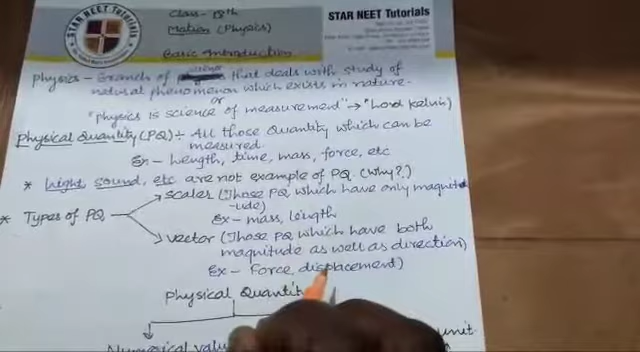 STAR NEET Tutorials
STAR NEET Tutorials
Motion (Physics)
Basic Introduction
Physics - Branch of science that deals with study of
natural phenomenon which exists in nature.
or
"Physics is science of measurement" → "Lord Kelvin)
Physical Quantity (PQ) ÷ All those Quantity which can be
measured.
Ex - Length, time, mass, force, etc
* Light sound, etc are not example of PQ (Why?)
* Types of PQ
→ scaler (Those PQ which have only magnit
-ude)
Ex - mass, length
→ vector (Those PQ which have both
magnitude as well as direction)
Ex - Force, displacement)
Physical Quantit
Numerical valu
unit